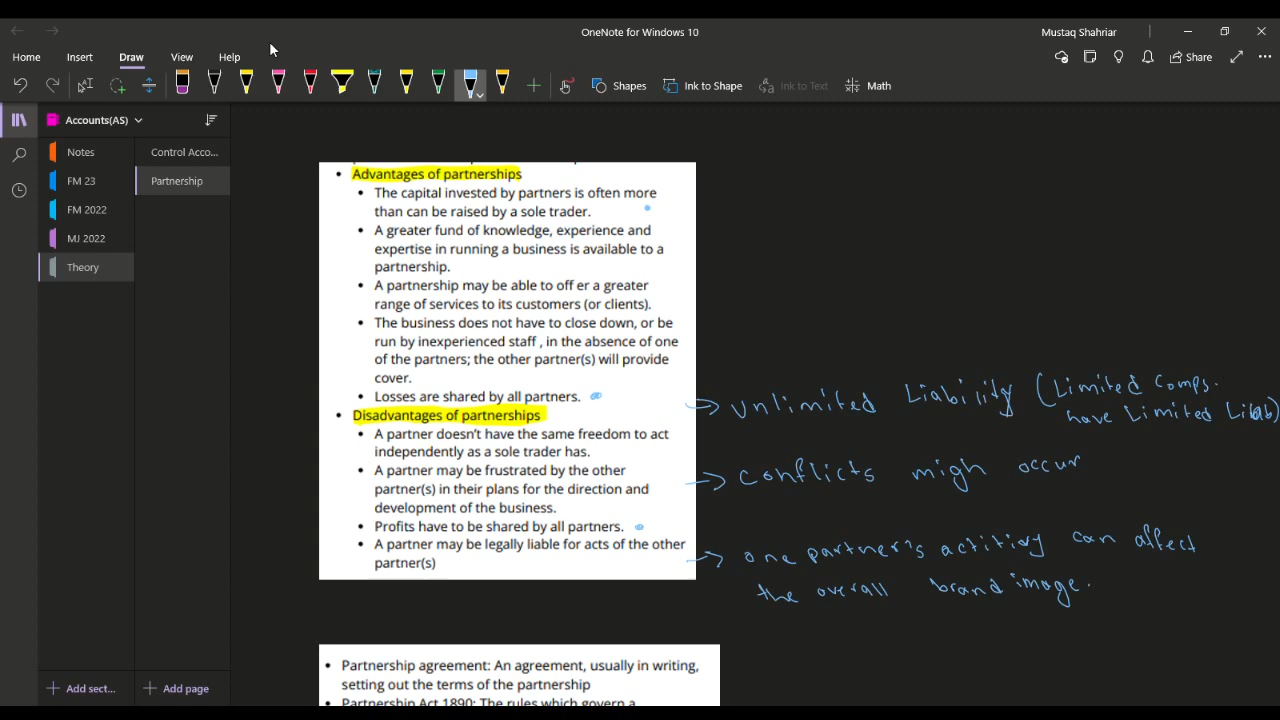 OneNote for Windows 10
Mustaq Shahriar
Home
Insert
Draw
View
Help
Share
Shapes
Ink to Shape
Ink to Text
Math
Accounts(AS)
Notes
FM 23
FM 2022
MJ 2022
Theory
Control Acco...
Partnership
• Advantages of partnerships
• The capital invested by partners is often more
than can be raised by a sole trader.
• A greater fund of knowledge, experience and
expertise in running a business is available to a
partnership.
• A partnership may be able to off er a greater
range of services to its customers (or clients).
• The business does not have to close down, or be
run by inexperienced staff , in the absence of one
of the partners; the other partner(s) will provide
cover.
• Losses are shared by all partners.
• Disadvantages of partnerships
• A partner doesn't have the same freedom to act
independently as a sole trader has.
• A partner may be frustrated by the other
partner(s) in their plans for the direction and
development of the business.
• Profits have to be shared by all partners.
• A partner may be legally liable for acts of the other
partner(s)
→ Unlimited Liability (Limited Comps.
have Limited Liab)
→ Conflicts migh occur
→ one partner's can affect
the overall brand image.
• Partnership agreement: An agreement, usually in writing,
setting out the terms of the partnership
• Partnership Act 1890: The rules which govern a
Add sect...
Add page